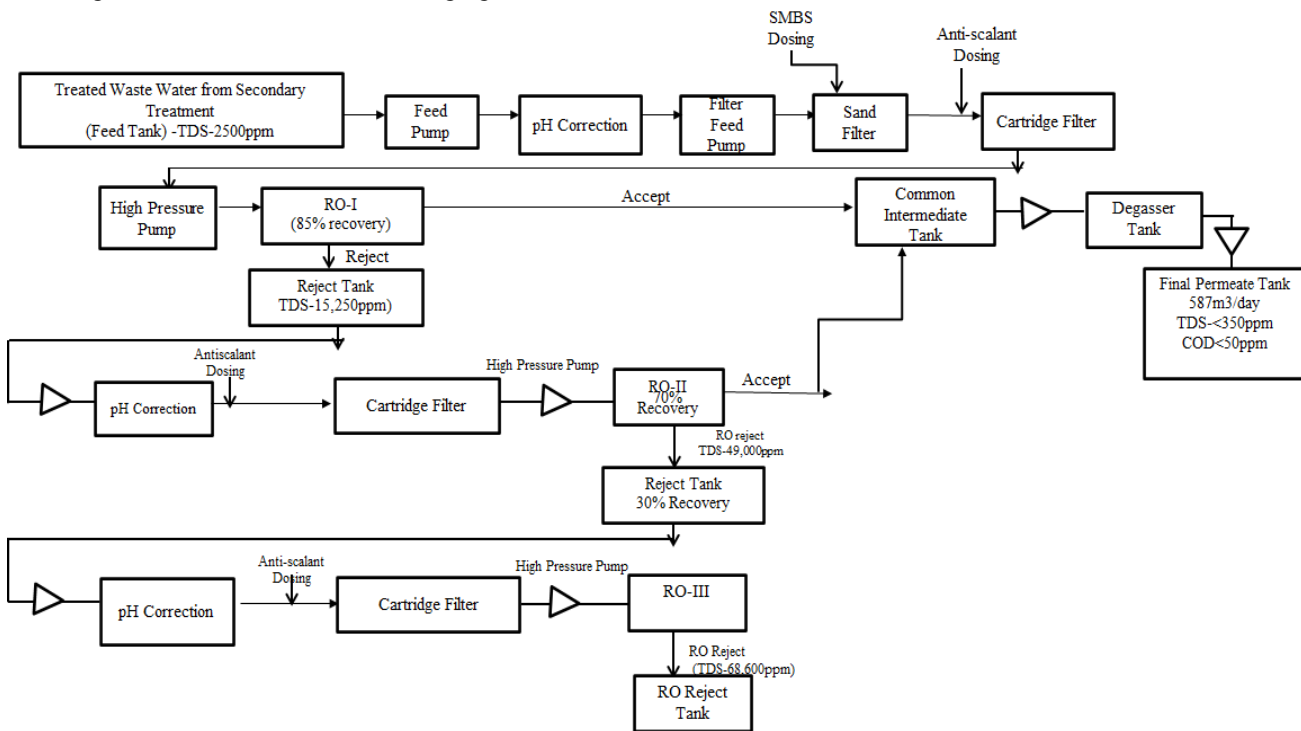 SMBS
Dosing
Anti-scalant
Dosing
Treated Waste Water from Secondary
Treatment
(Feed Tank) -TDS-2500ppm
Feed
Pump
pH Correction
Filter
Feed
Pump
Sand
Filter
Cartridge Filter
High Pressure
Pump
RO-I
(85% recovery)
Accept
Common
Intermediate
Tank
Degasser
Tank
Reject
Reject Tank
TDS-15,250ppm)
Final Permeate Tank
587m3/day
TDS-<350ppm
COD<50ppm
Antiscalant
Dosing
pH Correction
Cartridge Filter
High Pressure Pump
RO-II
70%
Recovery
Accept
RO reject
TDS-49,000ppm
Reject Tank
30% Recovery
Anti-scalant
Dosing
pH Correction
Cartridge Filter
High Pressure Pump
RO-III
RO Reject
(TDS-68,600ppm)
RO Reject
Tank